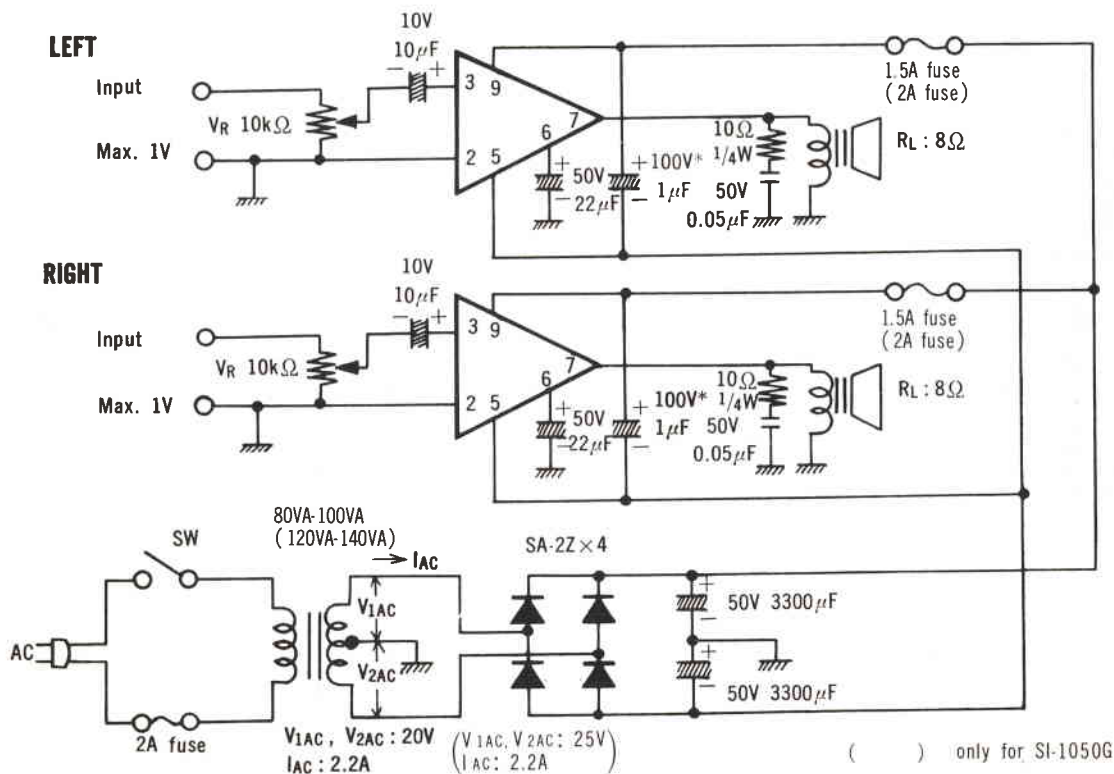 LEFT
Input
Max. 1V
VR 10kΩ
10V
10μF
- +
3
9
7
6
2
5
+
50V
- 22μF
+ 100V*
1μF
-
10Ω
1/4W
50V
0.05μF
1.5A fuse
(2A fuse)
RL : 8Ω
RIGHT
Input
Max. 1V
VR 10kΩ
10V
10μF
- +
3
9
7
6
2
5
+
50V
- 22μF
+ 100V*
1μF
-
10Ω
1/4W
50V
0.05μF
1.5A fuse
(2A fuse)
RL : 8Ω
AC
SW
2A fuse
80VA-100VA
(120VA-140VA)
→ IAC
V1AC
V2AC
V1AC, V2AC : 20V
IAC : 2.2A
(V1AC, V2AC : 25V
IAC : 2.2A)
SA-2Z×4
+
50V 3300μF
-
+
50V 3300μF
-
( ) only for SI-1050G